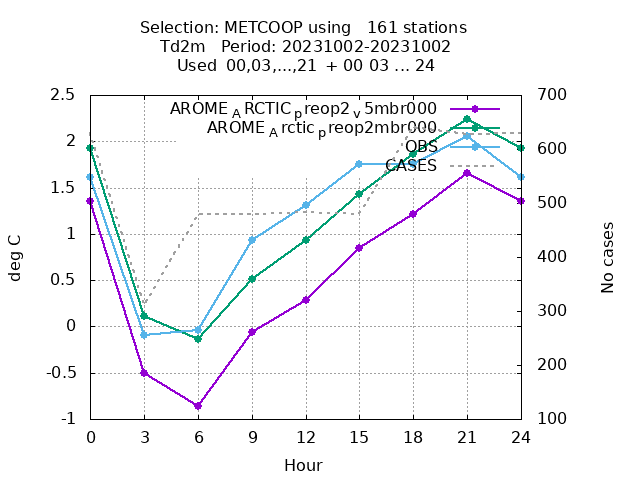 Selection: METCOOP using 161 stations
Td2m Period: 20231002-20231002
Used 00,03,...,21 + 00 03 ... 24
2.5
2
1.5
1
0.5
0
-0.5
-1
deg C
AROME_ARCTIC_preop2_v5mbr000
AROME_Arctic_preop2mbr000
OBS
CASES
700
600
500
400
300
200
100
No cases
0 3 6 9 12 15 18 21 24
Hour